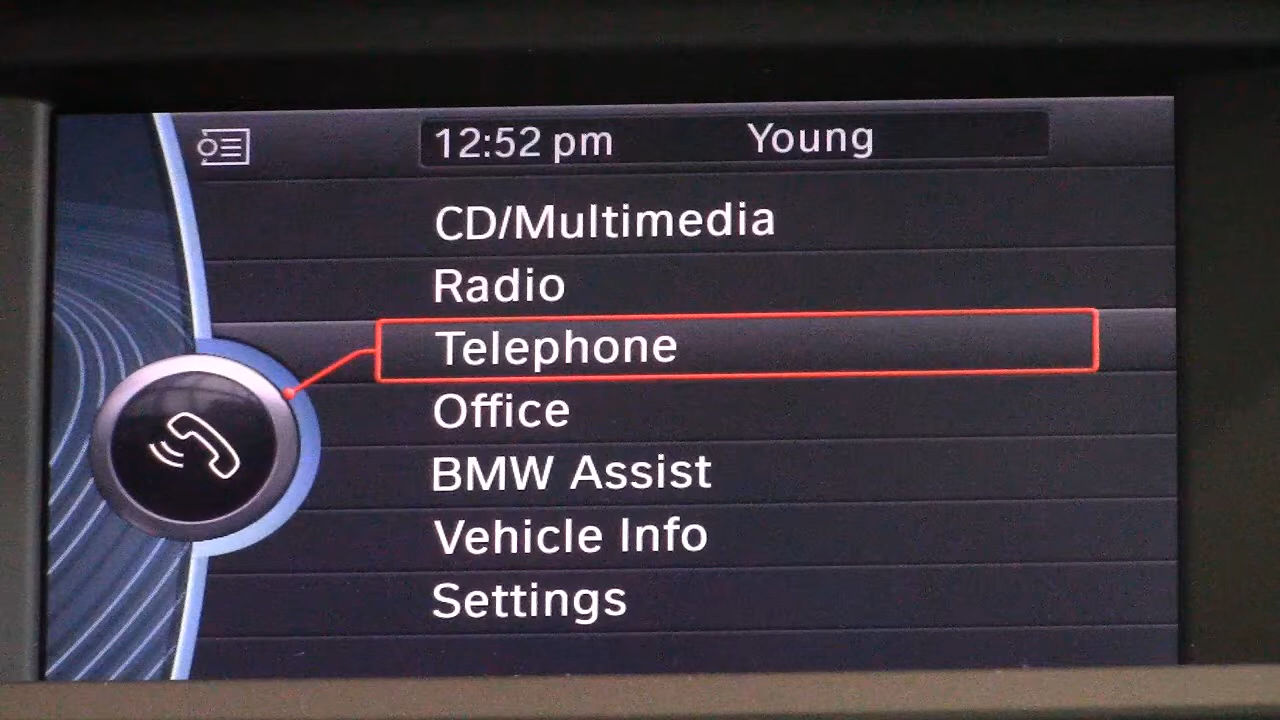 12:52 pm Young
CD/Multimedia
Radio
Telephone
Office
BMW Assist
Vehicle Info
Settings